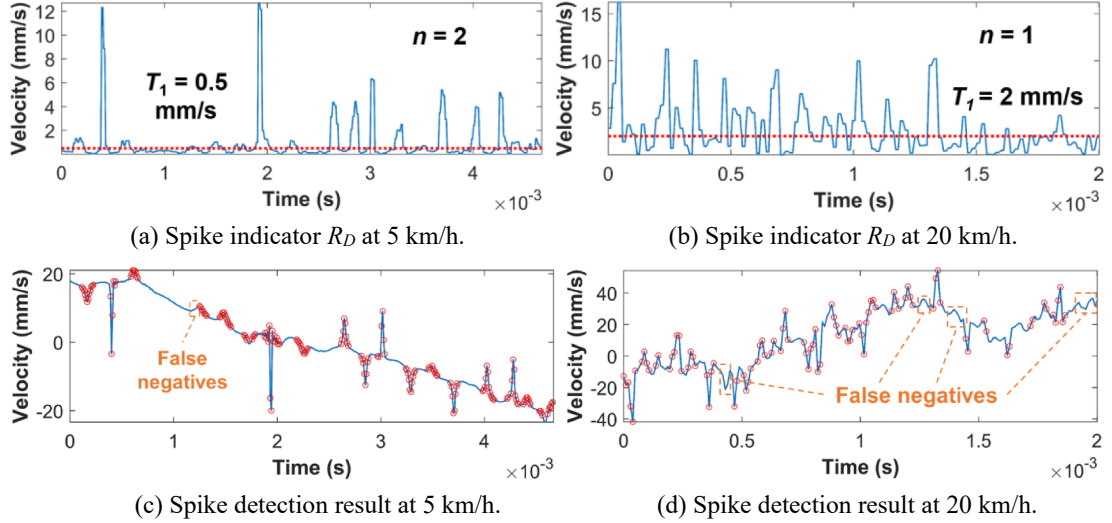 Velocity (mm/s)
12
10
8
6
4
2
n = 2
T₁ = 0.5
mm/s
0
1
2
3
4
Time (s)
×10⁻³
(a) Spike indicator R_D at 5 km/h.
Velocity (mm/s)
15
10
5
n = 1
T₁ = 2 mm/s
0
0.5
1
1.5
2
Time (s)
×10⁻³
(b) Spike indicator R_D at 20 km/h.
Velocity (mm/s)
20
0
-20
False
negatives
0
1
2
3
4
Time (s)
×10⁻³
(c) Spike detection result at 5 km/h.
Velocity (mm/s)
40
20
0
-20
-40
False negatives
0
0.5
1
1.5
2
Time (s)
×10⁻³
(d) Spike detection result at 20 km/h.